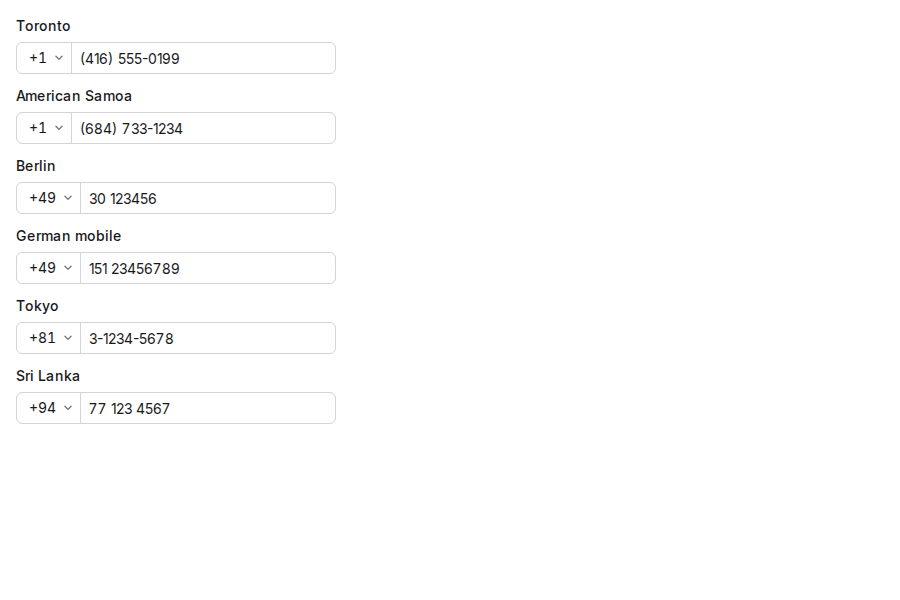 Toronto
+1 (416) 555-0199
American Samoa
+1 (684) 733-1234
Berlin
+49 30 123456
German mobile
+49 151 23456789
Tokyo
+81 3-1234-5678
Sri Lanka
+94 77 123 4567